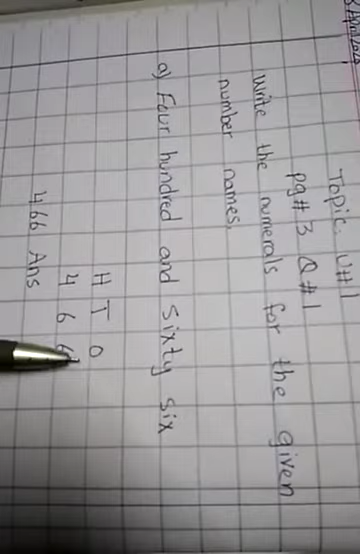 Topic U#1
pg# 3 Q#1
Write the numerals for the given
number names.
a) Four hundred and sixty six
H T O
4 6 6
466 Ans